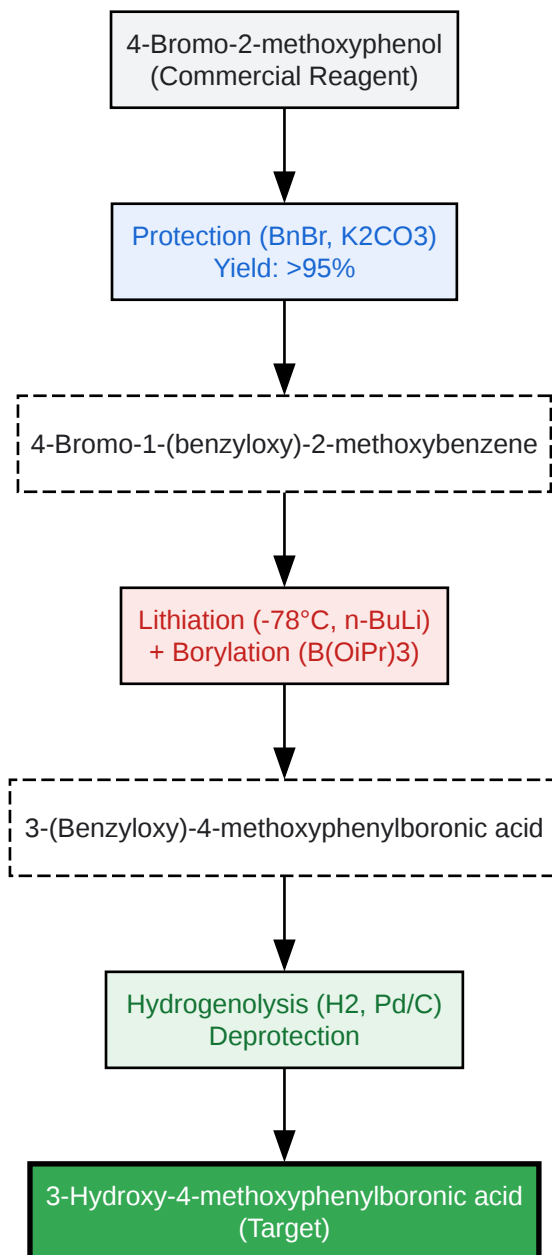 4-Bromo-2-methoxyphenol
(Commercial Reagent)
Protection (BnBr, K2CO3)
Yield: >95%
4-Bromo-1-(benzyloxy)-2-methoxybenzene
Lithiation (-78°C, n-BuLi)
+ Borylation (B(OiPr)3)
3-(Benzyloxy)-4-methoxyphenylboronic acid
Hydrogenolysis (H2, Pd/C)
Deprotection
3-Hydroxy-4-methoxyphenylboronic acid
(Target)